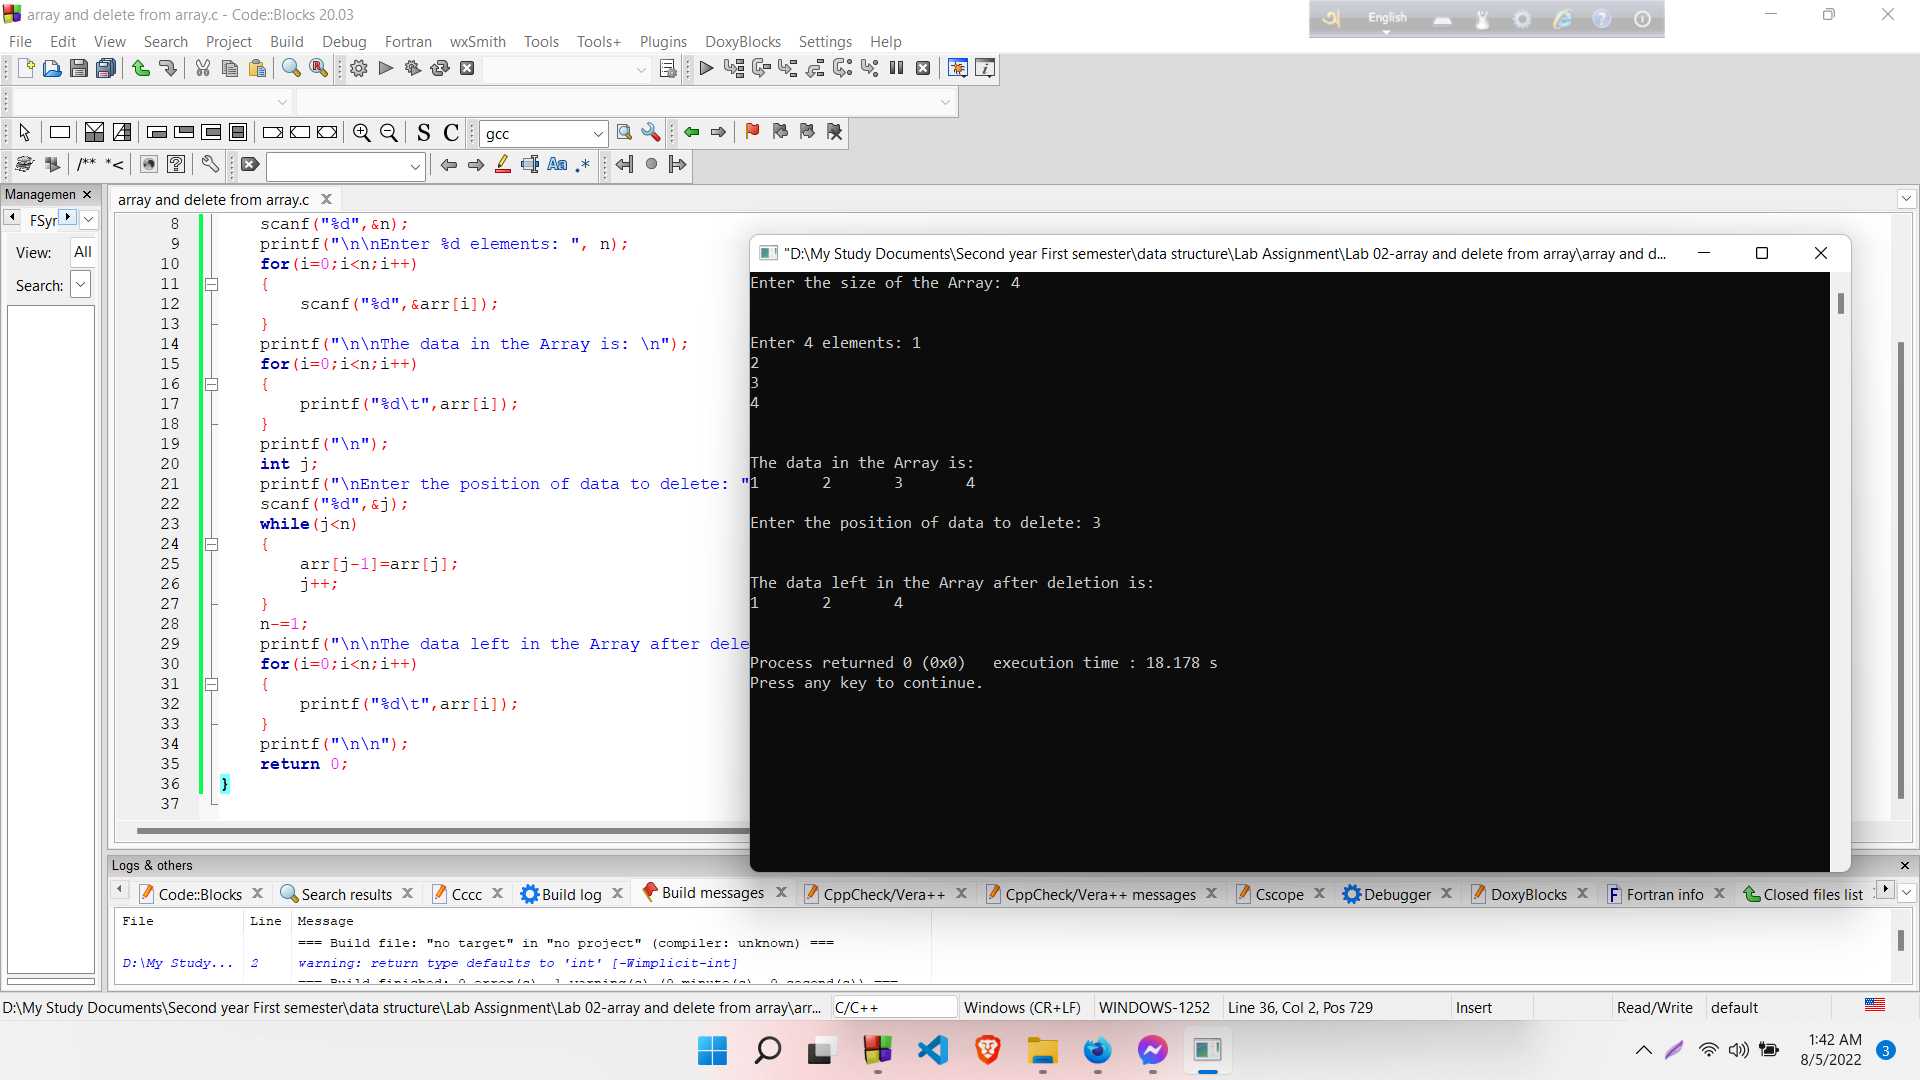 array and delete from array.c - Code::Blocks 20.03
English
File Edit View Search Project Build Debug Fortran wxSmith Tools Tools+ Plugins DoxyBlocks Settings Help
S C gcc
/** *< Aa .*
Managemen
array and delete from array.c
FSyr
View: All
Search:
8 scanf("%d",&n);
9 printf("\n\nEnter %d elements: ", n);
10 for(i=0;i<n;i++)
11 {
12 scanf("%d",&arr[i]);
13 }
14 printf("\n\nThe data in the Array is: \n");
15 for(i=0;i<n;i++)
16 {
17 printf("%d\t",arr[i]);
18 }
19 printf("\n");
20 int j;
21 printf("\nEnter the position of data to delete: "
22 scanf("%d",&j);
23 while(j<n)
24 {
25 arr[j-1]=arr[j];
26 j++;
27 }
28 n-=1;
29 printf("\n\nThe data left in the Array after dele
30 for(i=0;i<n;i++)
31 {
32 printf("%d\t",arr[i]);
33 }
34 printf("\n\n");
35 return 0;
36 }
37
"D:\My Study Documents\Second year First semester\data structure\Lab Assignment\Lab 02-array and delete from array\array and d...
Enter the size of the Array: 4
Enter 4 elements: 1
2
3
4
The data in the Array is:
1 2 3 4
Enter the position of data to delete: 3
The data left in the Array after deletion is:
1 2 4
Process returned 0 (0x0) execution time : 18.178 s
Press any key to continue.
Logs & others
Code::Blocks Search results Cccc Build log Build messages CppCheck/Vera++ CppCheck/Vera++ messages Cscope Debugger DoxyBlocks Fortran info Closed files list
File Line Message
=== Build file: "no target" in "no project" (compiler: unknown) ===
D:\My Study... 2 warning: return type defaults to 'int' [-Wimplicit-int]
=== Build finished: 0 error(s), 1 warning(s) (0 minute(s), 0 second(s)) ===
D:\My Study Documents\Second year First semester\data structure\Lab Assignment\Lab 02-array and delete from array\arr... C/C++ Windows (CR+LF) WINDOWS-1252 Line 36, Col 2, Pos 729 Insert Read/Write default
1:42 AM
8/5/2022
3